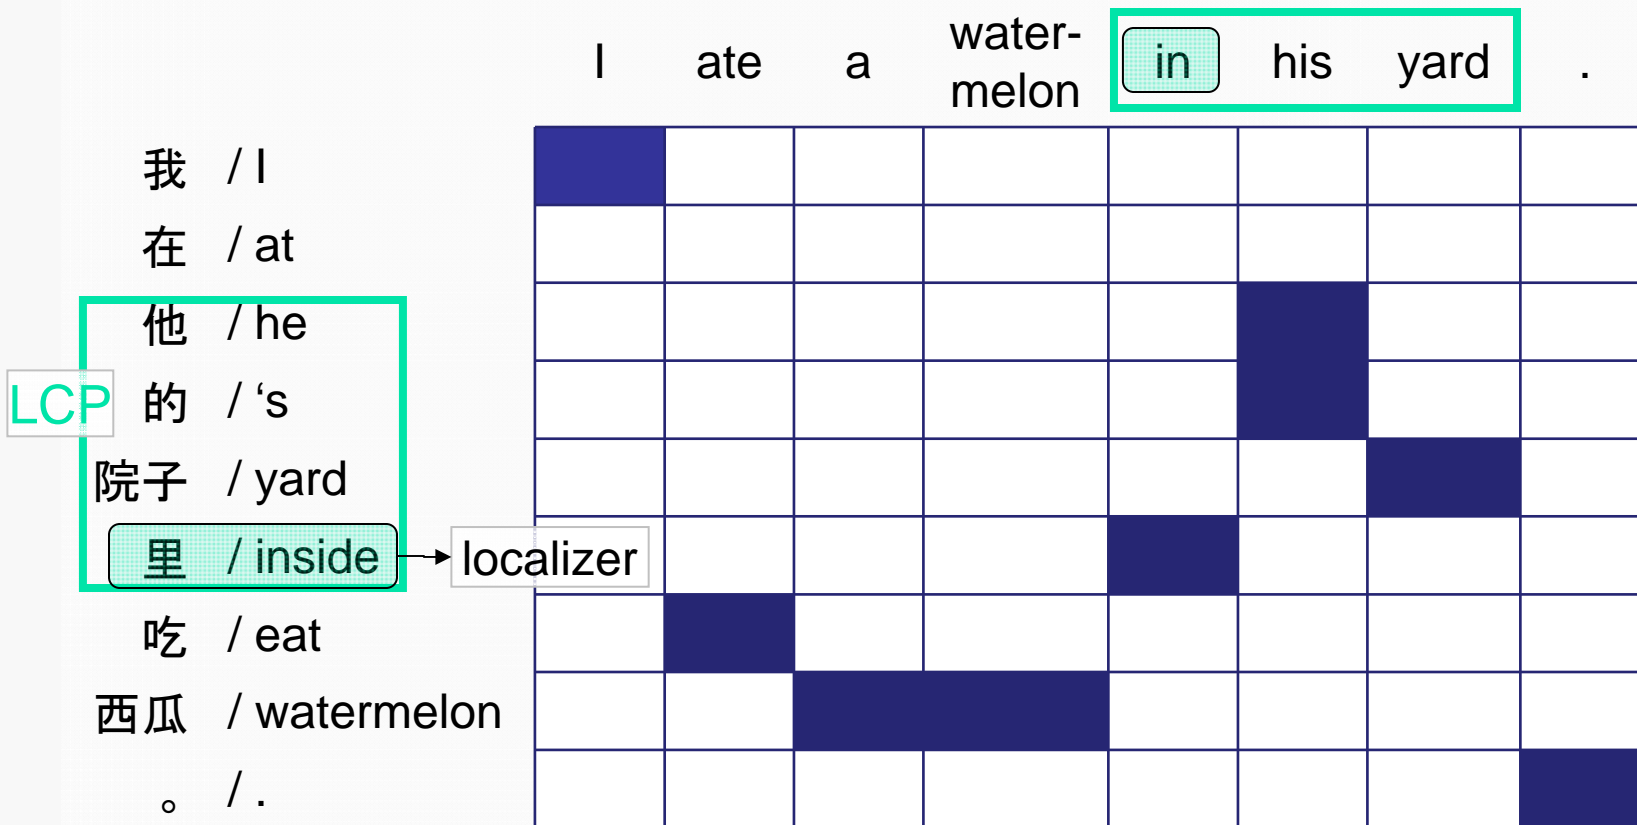 I ate a water-melon in his yard .
我 / I
在 / at
他 / he
LCP 的 / ‘s
院子 / yard
里 / inside localizer
吃 / eat
西瓜 / watermelon
。 / .